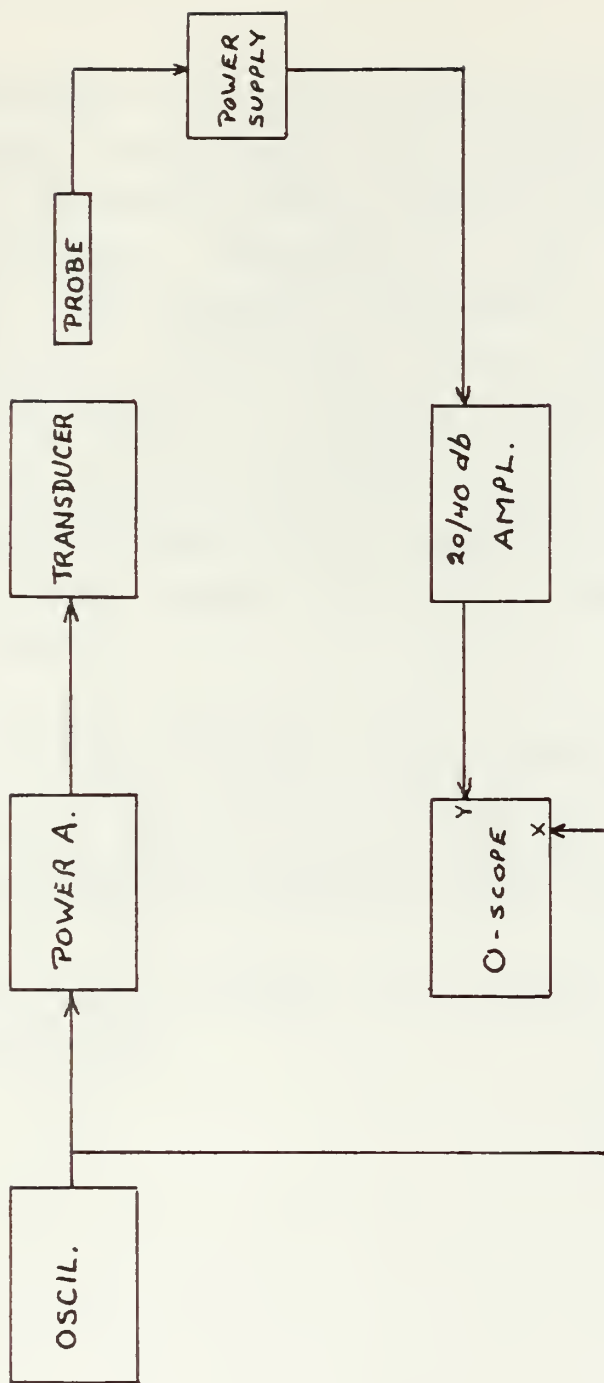 OSCIL.
POWER A.
TRANSDUCER
PROBE
POWER
SUPPLY
20/40 db
AMPL.
O-SCOPE
Y
X